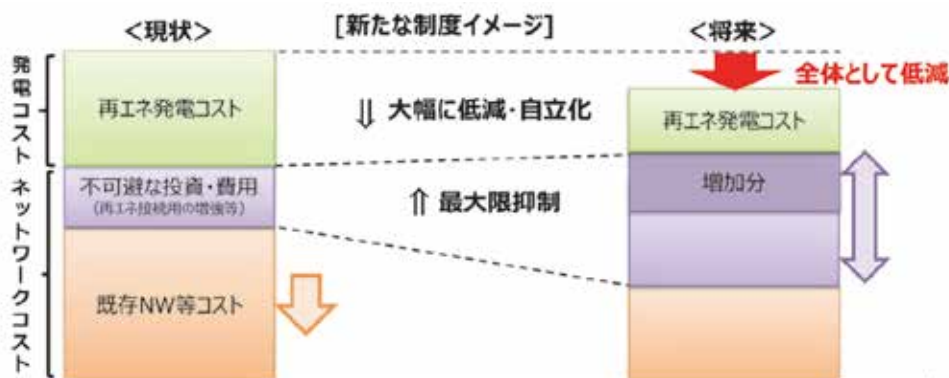 <現状>
[新たな制度イメージ]
<将来>
発電コスト
再エネ発電コスト
⇓ 大幅に低減・自立化
全体として低減
再エネ発電コスト
ネットワークコスト
不可避な投資・費用
(再エネ接続用の増強等)
⇑ 最大限抑制
増加分
既存NW等コスト